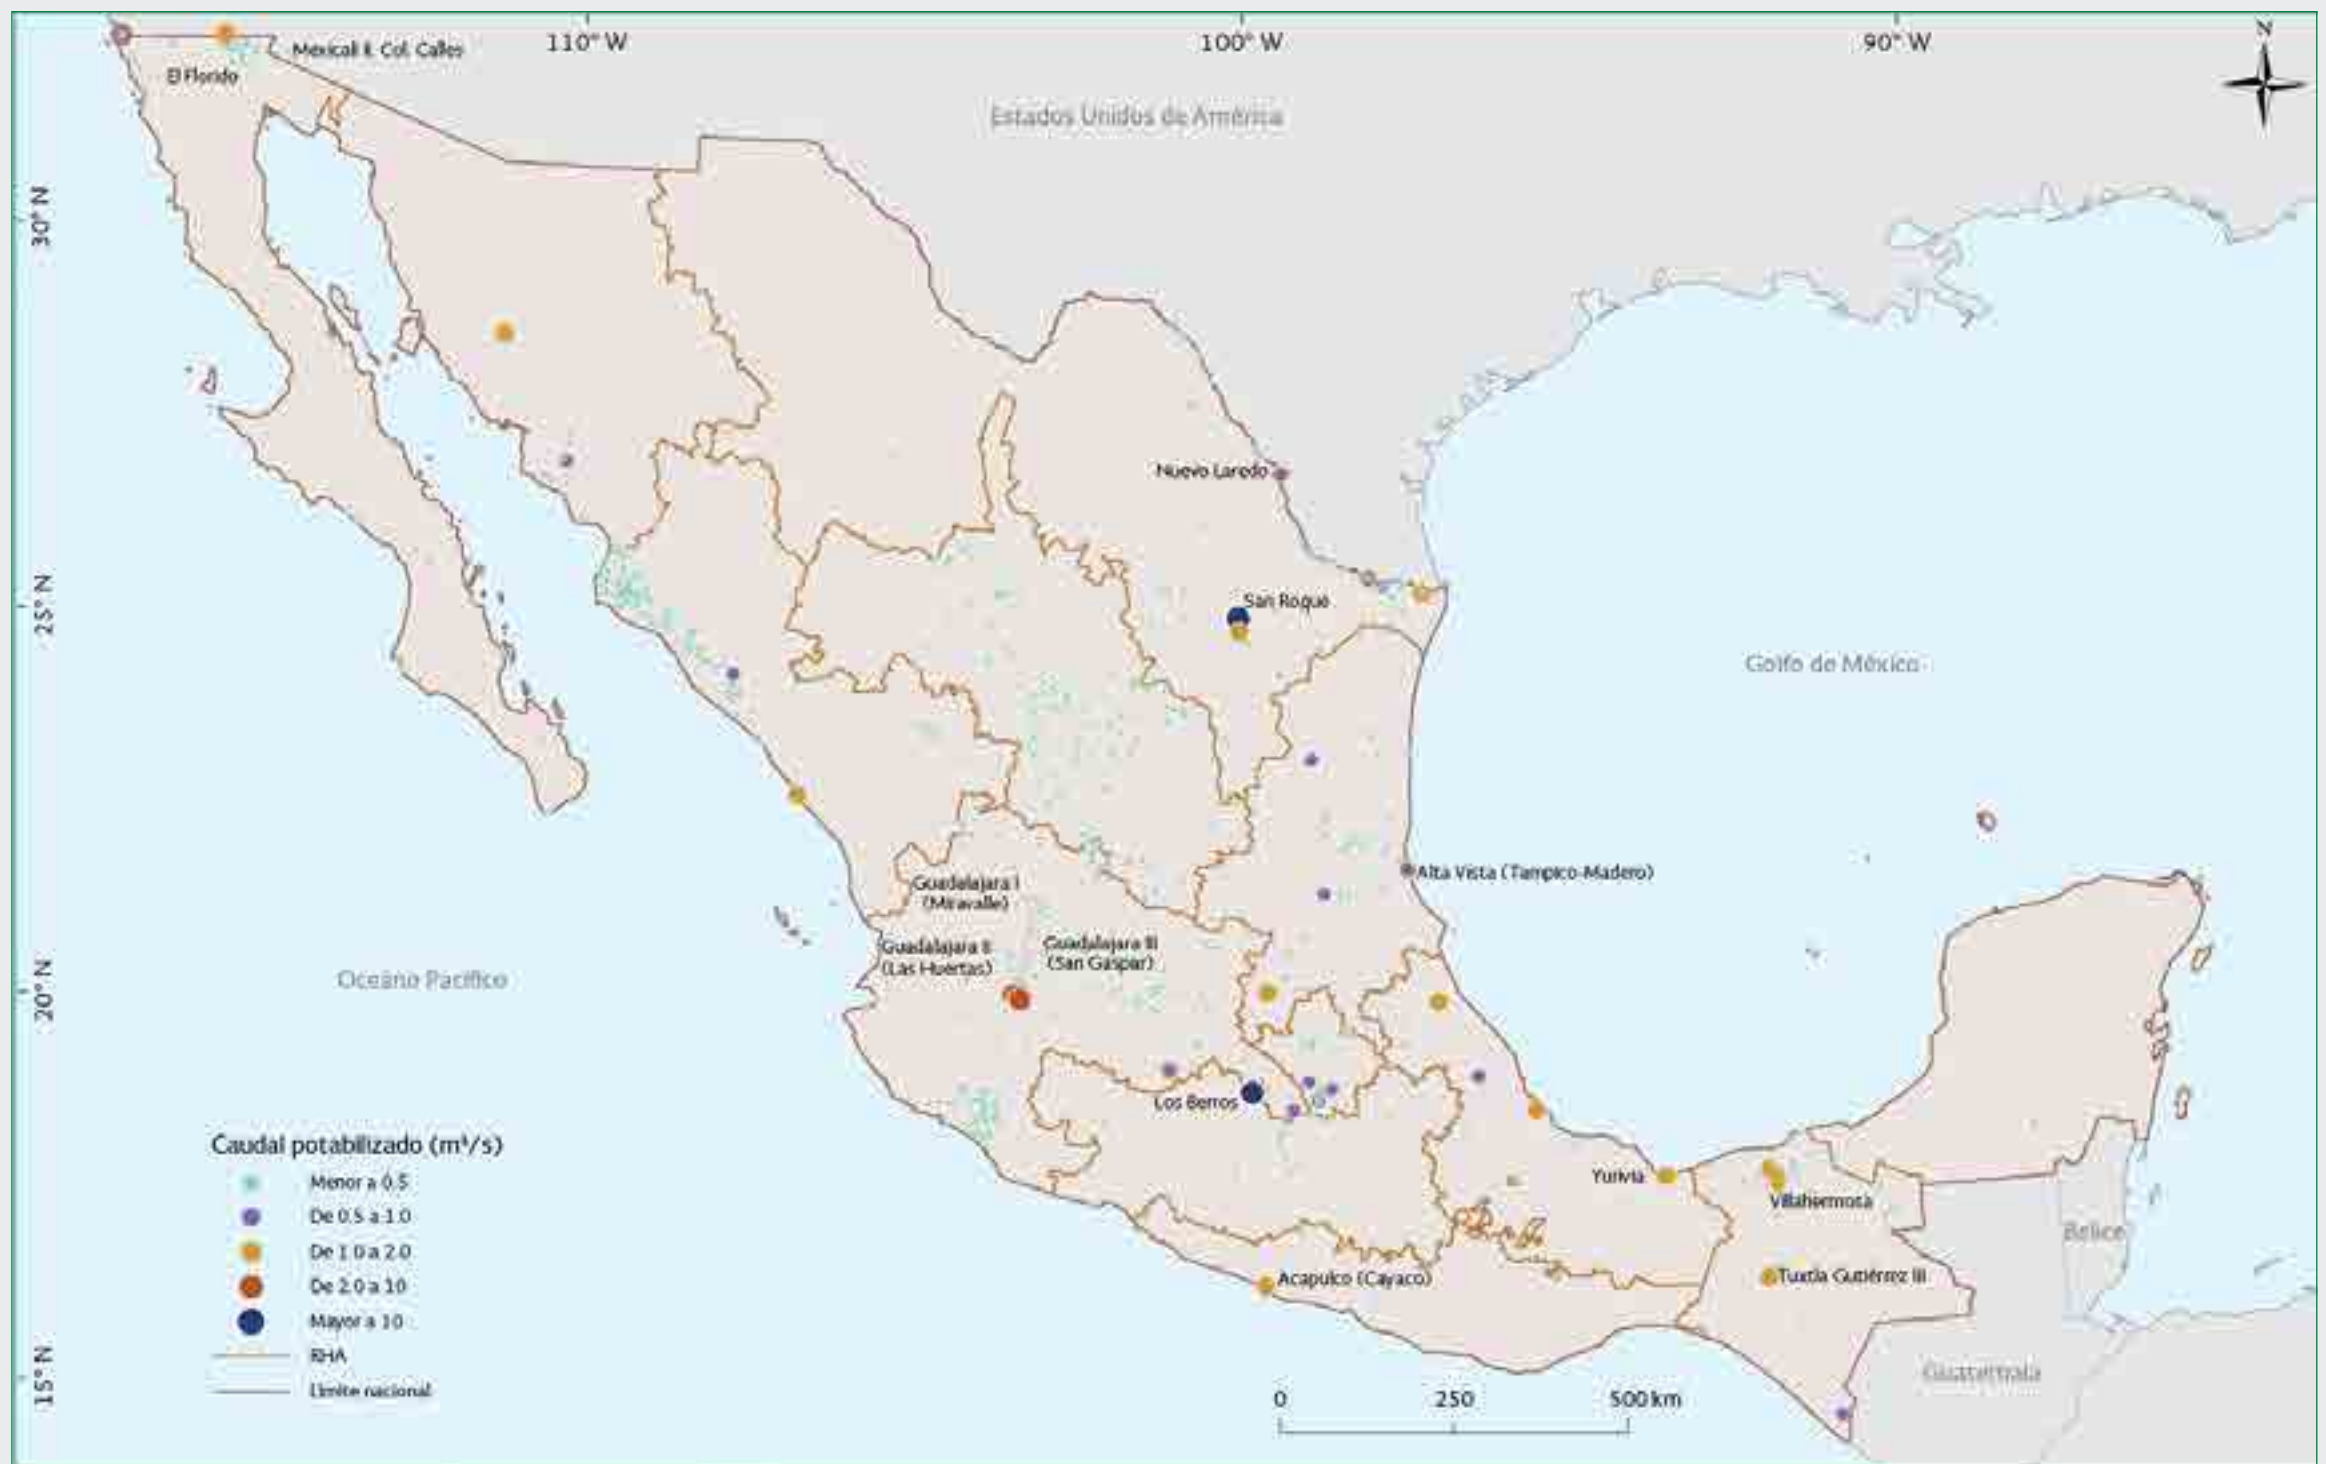 110° W
100° W
90° W
N
Mexicali II. Col. Calles
El Florido
Estados Unidos de América
30° N
Nuevo Laredo
25° N
San Roque
Golfo de México
Alta Vista (Tampico-Madero)
Guadalajara I
(Miravalle)
Guadalajara II
(Las Huertas)
Guadalajara III
(San Gaspar)
20° N
Océano Pacífico
Los Berros
Caudal potabilizado (m³/s)
Menor a 0.5
De 0.5 a 1.0
De 1.0 a 2.0
De 2.0 a 10
Mayor a 10
RHA
Límite nacional
Yurivia
Villahermosa
Belice
Acapulco (Cayaco)
Tuxtla Gutiérrez III
15° N
Guatemala
0 250 500 km